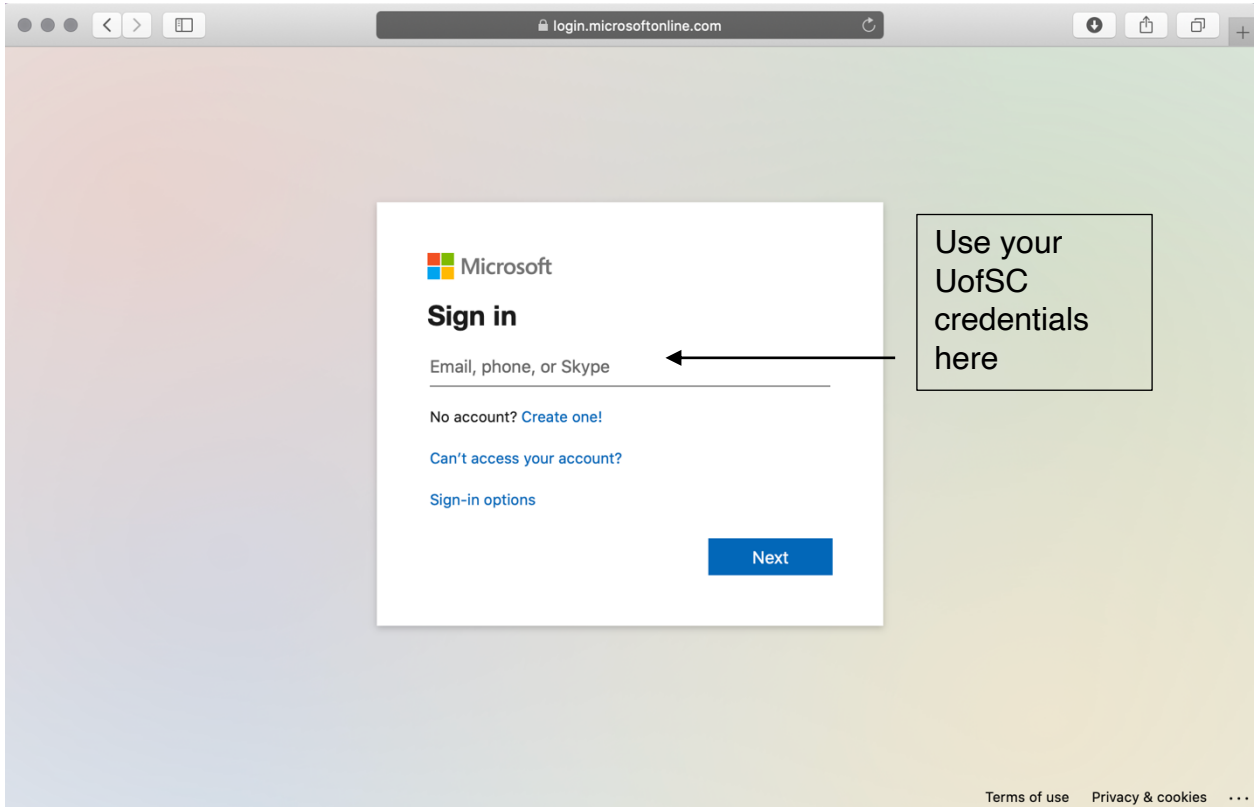 login.microsoftonline.com
Microsoft
Sign in
Email, phone, or Skype
No account? Create one!
Can't access your account?
Sign-in options
Next
Use your
UofSC
credentials
here
Terms of use Privacy & cookies ...